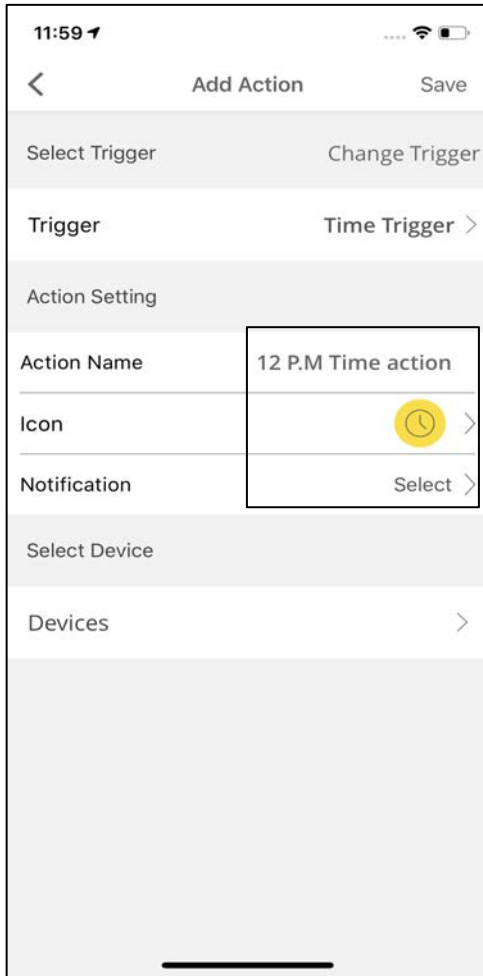 11:59
Add Action Save
Select Trigger Change Trigger
Trigger Time Trigger
Action Setting
Action Name 12 P.M Time action
Icon
Notification Select
Select Device
Devices